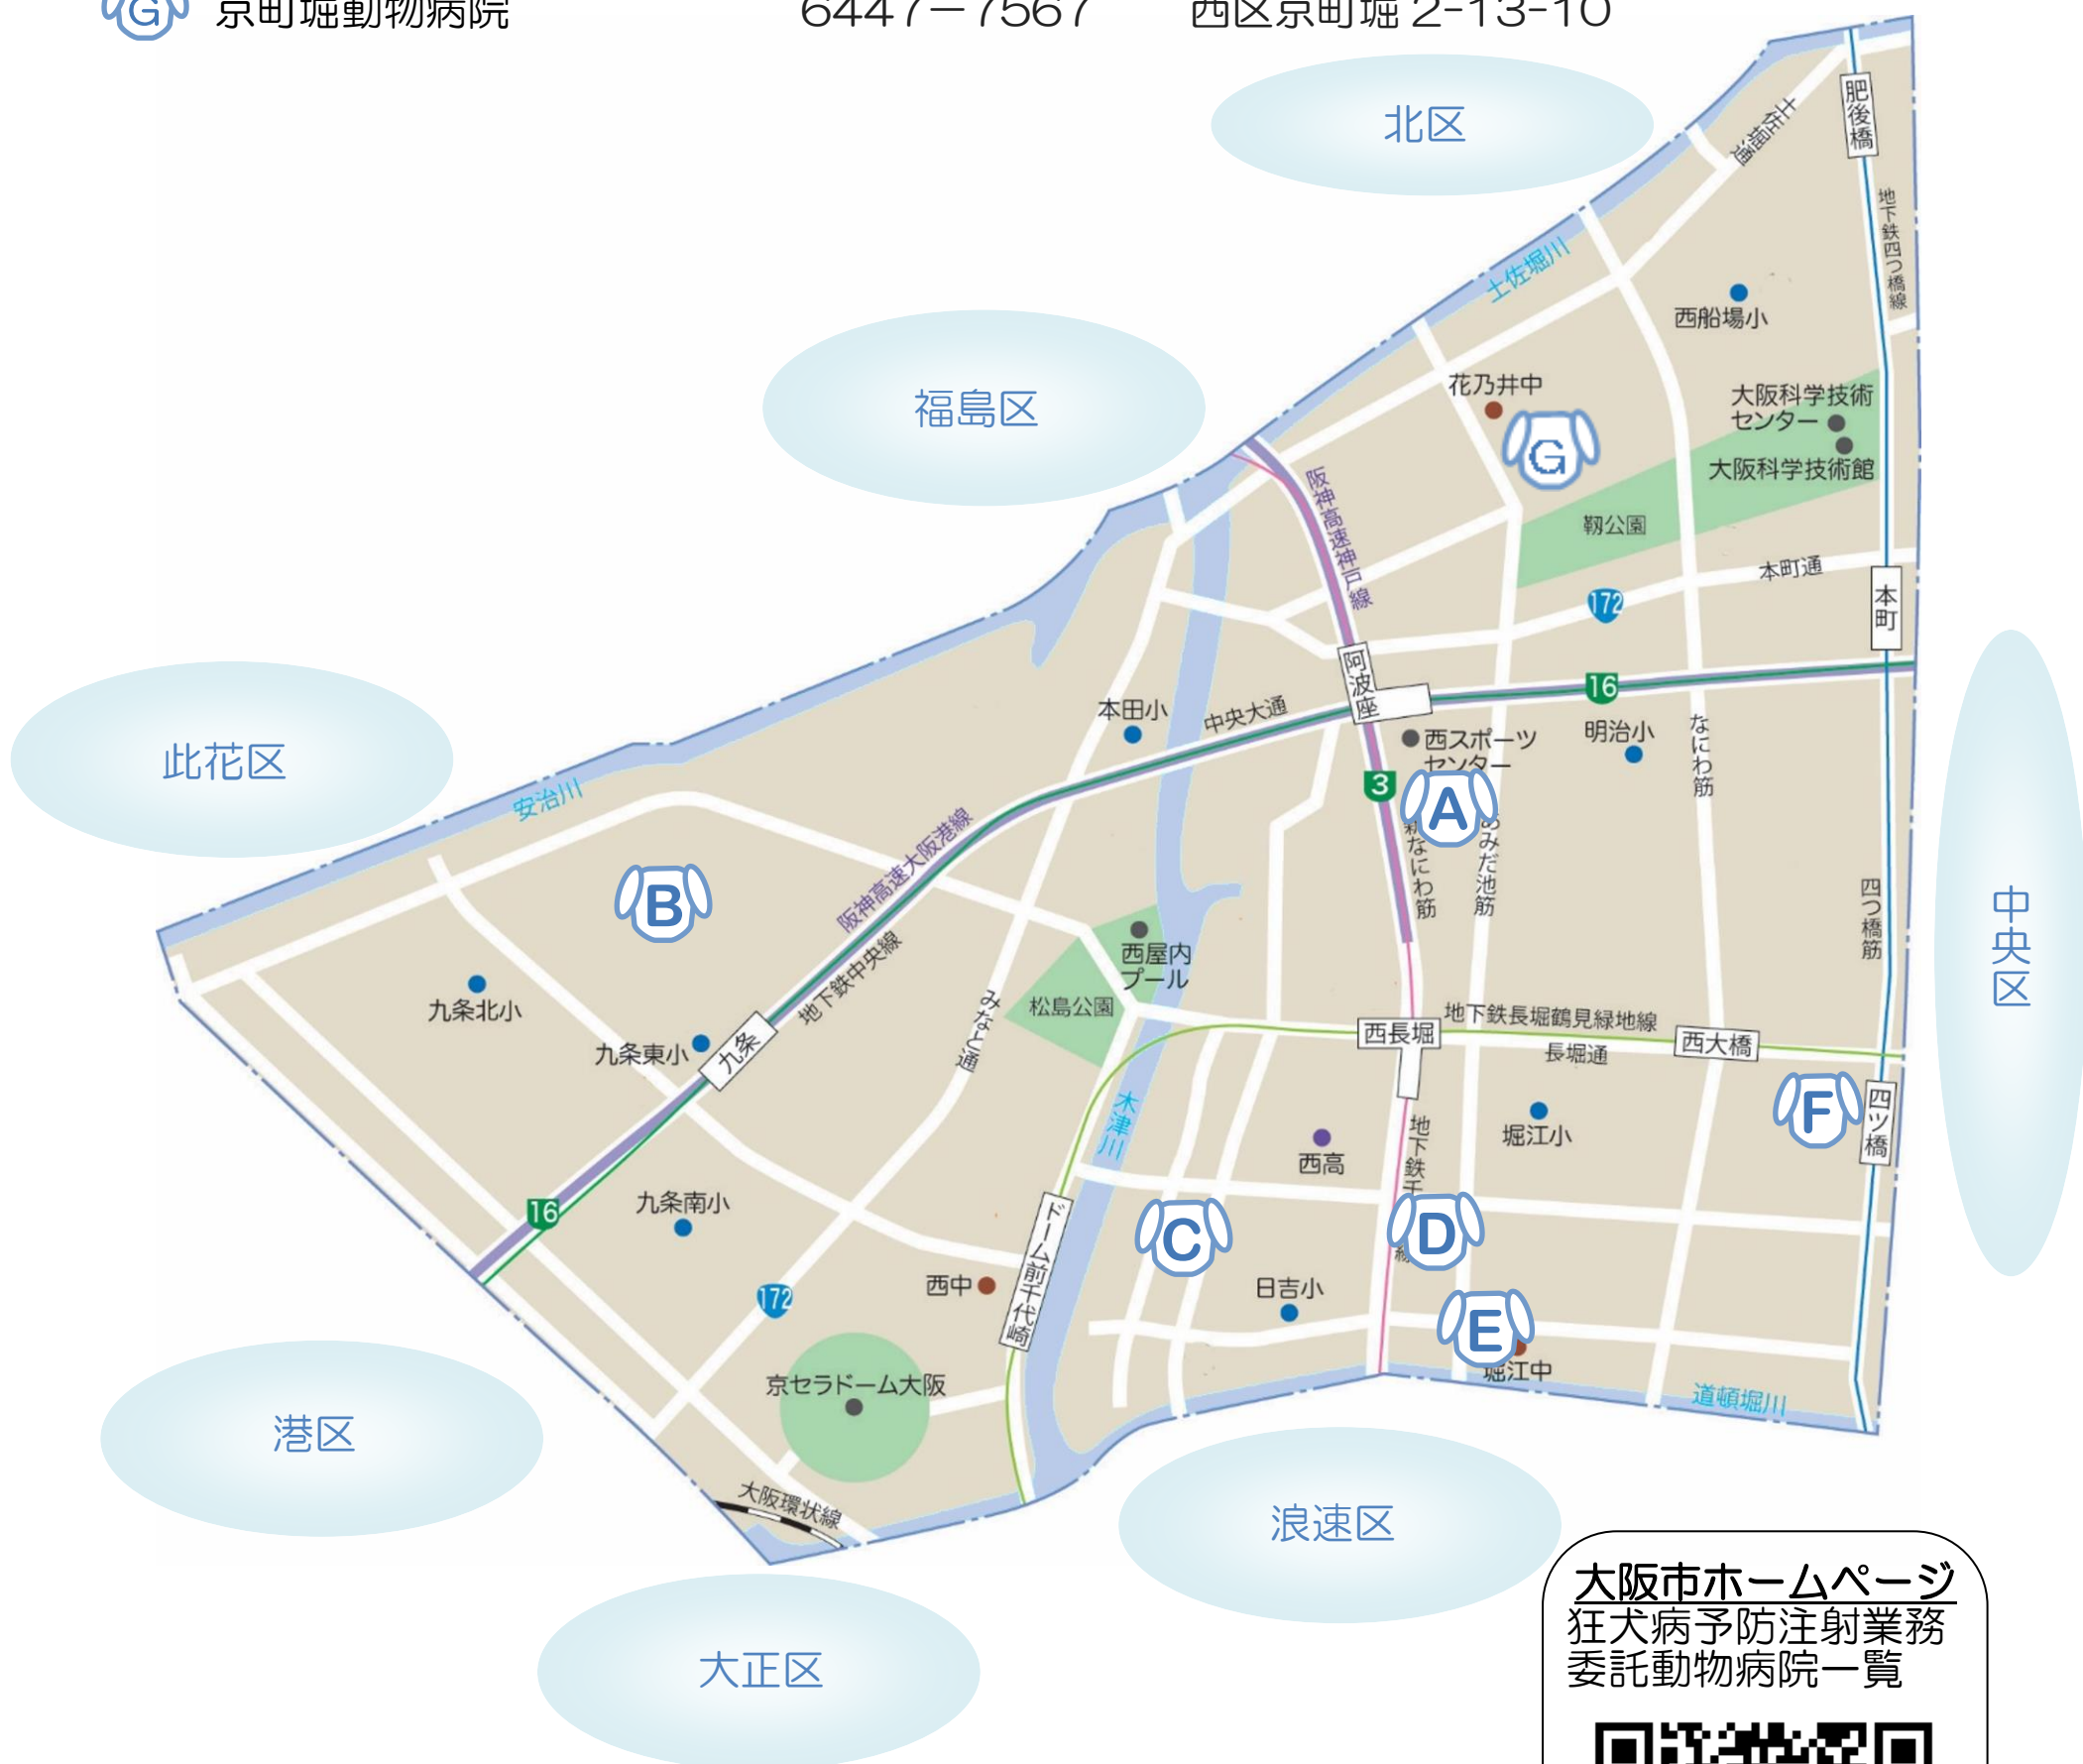 G 京町堀動物病院 6447－7567 西区京町堀 2-13-10
北区
肥後橋
土佐堀通
地下鉄四つ橋線
土佐堀川
西船場小
福島区
花乃井中
大阪科学技術
センター
G
大阪科学技術館
阪神高速神戸線
靱公園
本町通
172
本町
阿波座
16
本田小
中央大通
西スポーツ
センター
明治小
なにわ筋
此花区
安治川
3
A
新なにわ筋
あみだ池筋
阪神高速大阪港線
B
四つ橋筋
中央区
地下鉄中央線
西屋内
プール
九条北小
松島公園
みなと通
九条東小
九条
地下鉄長堀鶴見緑地線
西長堀
西大橋
長堀通
木津川
F
四ツ橋
堀江小
西高
地下鉄千
線
16
九条南小
ドーム前千代崎
C
D
西中
日吉小
172
E
堀江中
京セラドーム大阪
道頓堀川
港区
大阪環状線
浪速区
大正区
大阪市ホームページ
狂犬病予防注射業務
委託動物病院一覧